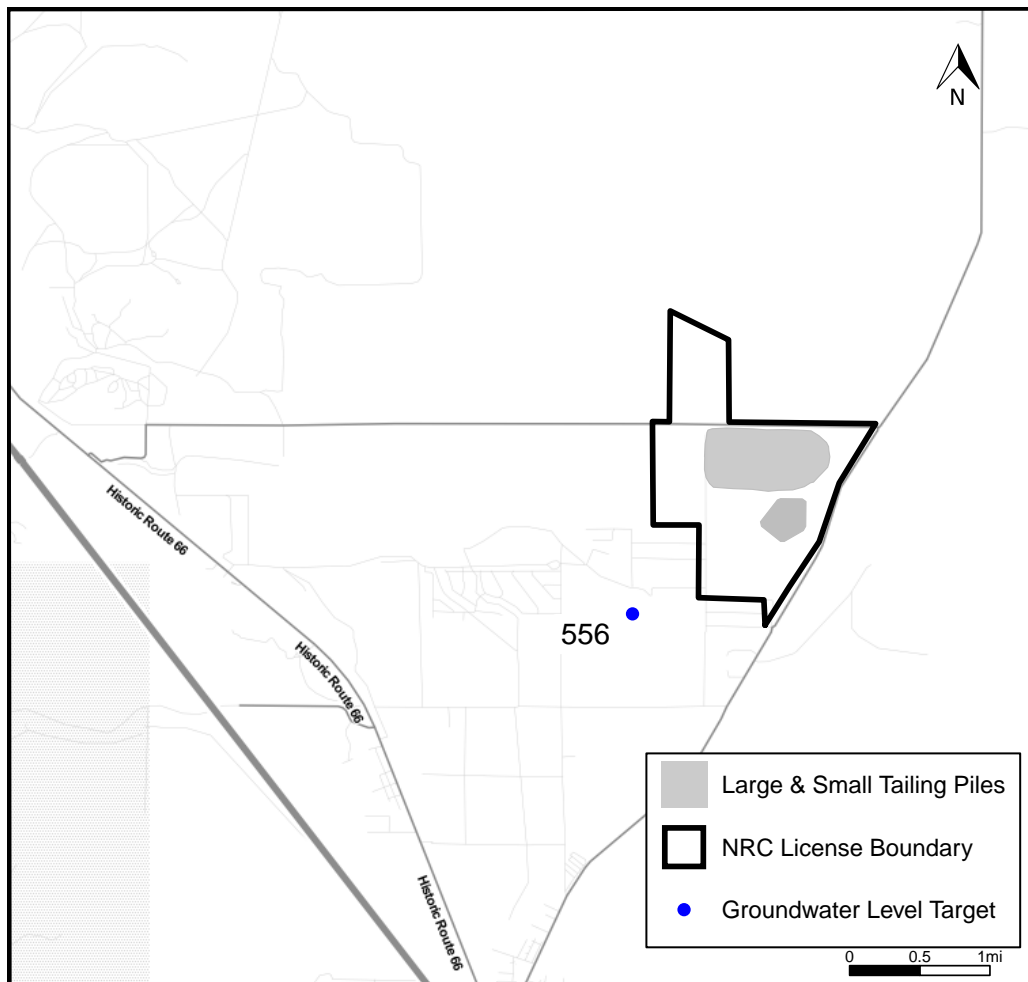 N
Historic Route 66
Historic Route 66
556
Historic Route 66
Large & Small Tailing Piles
NRC License Boundary
Groundwater Level Target
0 0.5 1mi